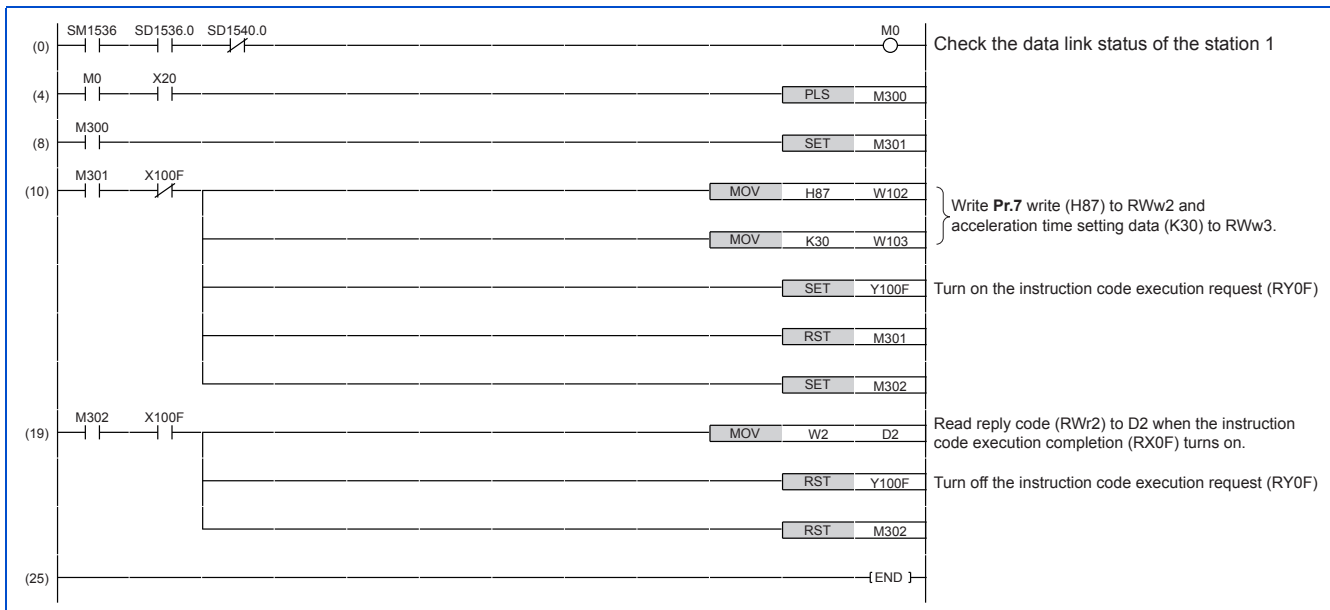 SM1536 SD1536.0 SD1540.0 M0
(0) Check the data link status of the station 1
M0 X20
(4) PLS M300
M300
(8) SET M301
M301 X100F
(10) MOV H87 W102
Write Pr.7 write (H87) to RWw2 and
acceleration time setting data (K30) to RWw3.
MOV K30 W103
SET Y100F Turn on the instruction code execution request (RY0F)
RST M301
SET M302
M302 X100F
(19) MOV W2 D2
Read reply code (RWr2) to D2 when the instruction
code execution completion (RX0F) turns on.
RST Y100F Turn off the instruction code execution request (RY0F)
RST M302
(25) END